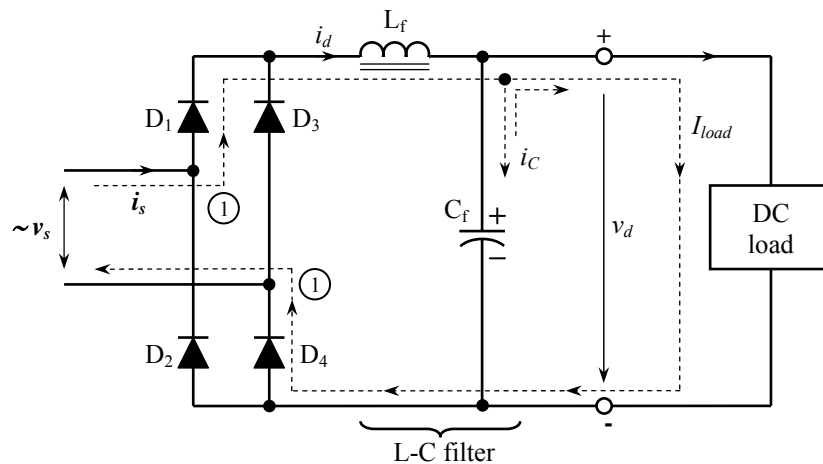 i_d
L_f
+
D_1
D_3
I_load
i_s
1
i_C
~v_s
C_f
+
v_d
DC
load
1
−
D_2
D_4
-
L-C filter